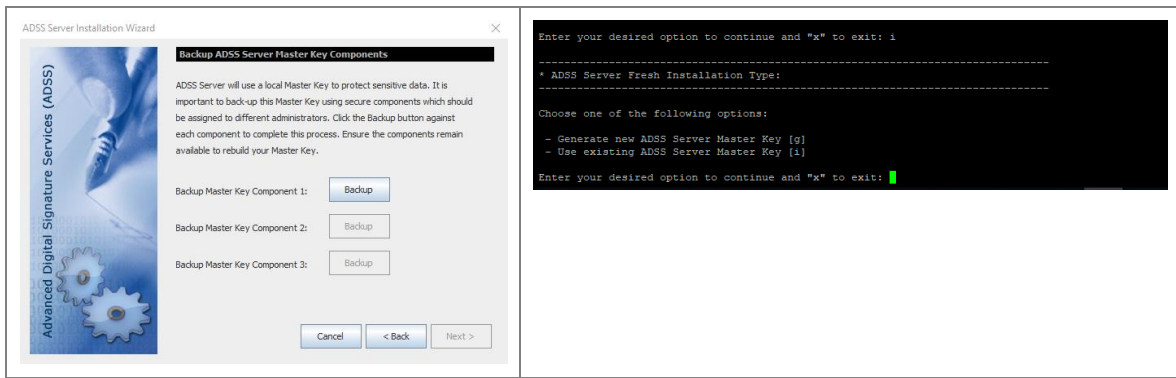 ADSS Server Installation Wizard
Advanced Digital Signature Services (ADSS)
Backup ADSS Server Master Key Components
ADSS Server will use a local Master Key to protect sensitive data. It is
important to back-up this Master Key using secure components which should
be assigned to different administrators. Click the Backup button against
each component to complete this process. Ensure the components remain
available to rebuild your Master Key.
Backup Master Key Component 1: Backup
Backup Master Key Component 2: Backup
Backup Master Key Component 3: Backup
Cancel < Back Next >
Enter your desired option to continue and "x" to exit: i
--------------------------------------------------------------------------------
* ADSS Server Fresh Installation Type:
--------------------------------------------------------------------------------
Choose one of the following options:
- Generate new ADSS Server Master Key [g]
- Use existing ADSS Server Master Key [i]
Enter your desired option to continue and "x" to exit: